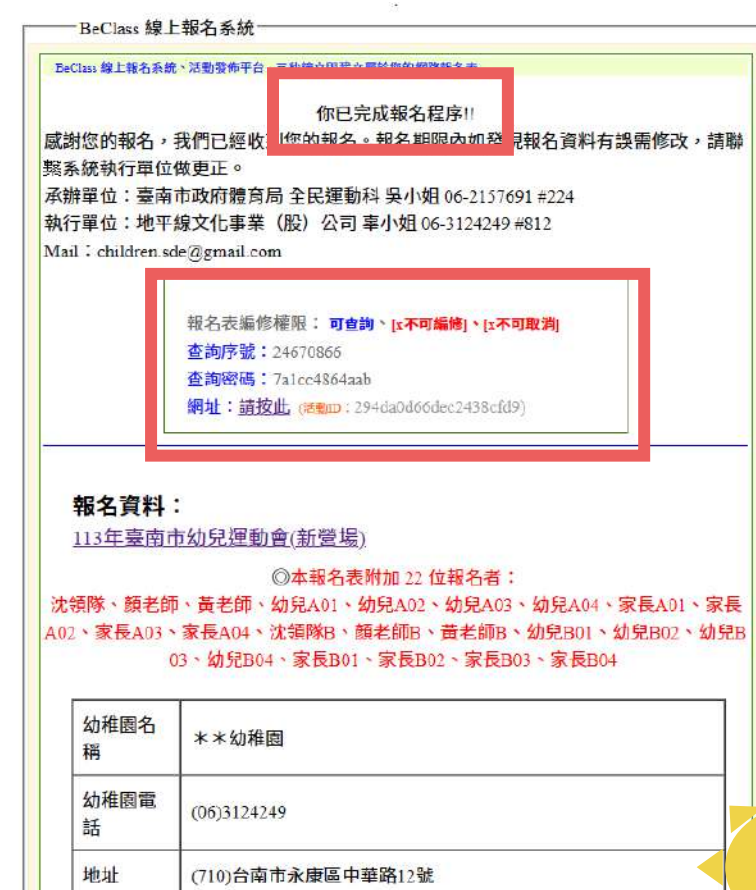 BeClass 線上報名系統
BeClass 線上報名系統、活動發佈平台
你已完成報名程序!!
感謝您的報名，我們已經收到您的報名。報名期限內如發現報名資料有誤需修改，請聯
繫系統執行單位做更正。
承辦單位：臺南市政府體育局 全民運動科 吳小姐 06-2157691 #224
執行單位：地平線文化事業（股）公司 辜小姐 06-3124249 #812
Mail：children.sde@gmail.com
報名表編修權限： 可查詢、[x不可編修]、[x不可取消]
查詢序號：24670866
查詢密碼：7a1cc4864aab
網址：請按此 (活動ID：294da0d66dec2438cfd9)
報名資料：
113年臺南市幼兒運動會(新營場)
◎本報名表附加 22 位報名者：
沈領隊、顏老師、黃老師、幼兒A01、幼兒A02、幼兒A03、幼兒A04、家長A01、家長
A02、家長A03、家長A04、沈領隊B、顏老師B、黃老師B、幼兒B01、幼兒B02、幼兒B
03、幼兒B04、家長B01、家長B02、家長B03、家長B04
幼稚園名
稱
＊＊幼稚園
幼稚園電
話
(06)3124249
地址
(710)台南市永康區中華路12號